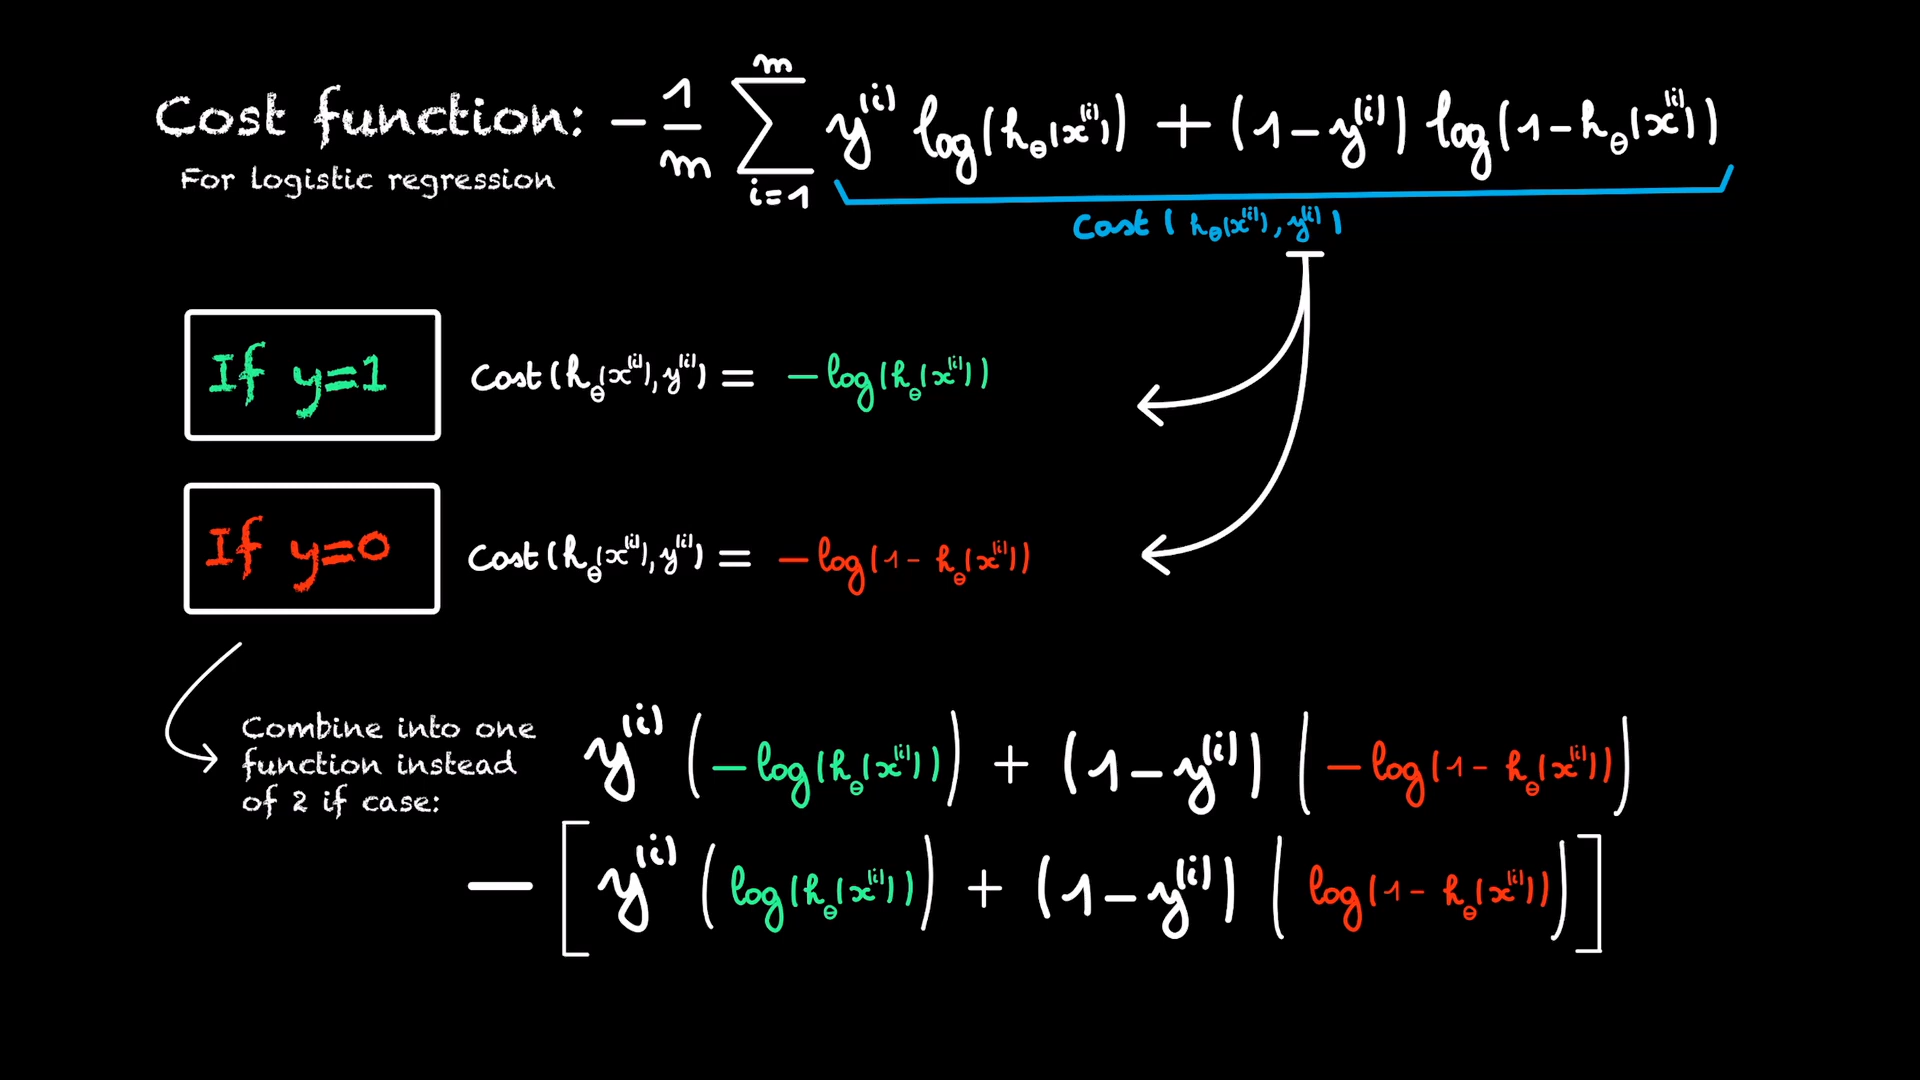 Cost function: − 1/m ∑ᵢ₌₁ᵐ y⁽ⁱ⁾ log(h_θ(x⁽ⁱ⁾)) + (1−y⁽ⁱ⁾) log(1−h_θ(x⁽ⁱ⁾))
For logistic regression
Cost(h_θ(x⁽ⁱ⁾), y⁽ⁱ⁾)
If y=1 Cost(h_θ(x⁽ⁱ⁾), y⁽ⁱ⁾) = −log(h_θ(x⁽ⁱ⁾))
If y=0 Cost(h_θ(x⁽ⁱ⁾), y⁽ⁱ⁾) = −log(1− h_θ(x⁽ⁱ⁾))
Combine into one
function instead
of 2 if case:
y⁽ⁱ⁾ (−log(h_θ(x⁽ⁱ⁾))) + (1−y⁽ⁱ⁾) (−log(1− h_θ(x⁽ⁱ⁾)))
− [ y⁽ⁱ⁾ (log(h_θ(x⁽ⁱ⁾))) + (1−y⁽ⁱ⁾) (log(1− h_θ(x⁽ⁱ⁾))) ]